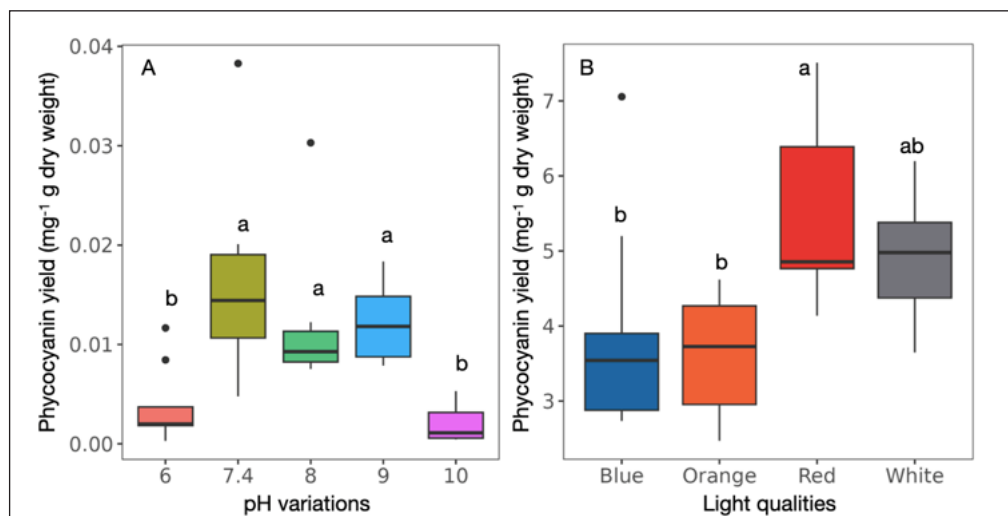 A
Phycocyanin yield (mg⁻¹ g dry weight)
0.04
0.03
0.02
0.01
0.00
b
a
a
a
b
6 7.4 8 9 10
pH variations
B
Phycocyanin yield (mg⁻¹ g dry weight)
7
6
5
4
3
b
b
a
ab
Blue Orange Red White
Light qualities